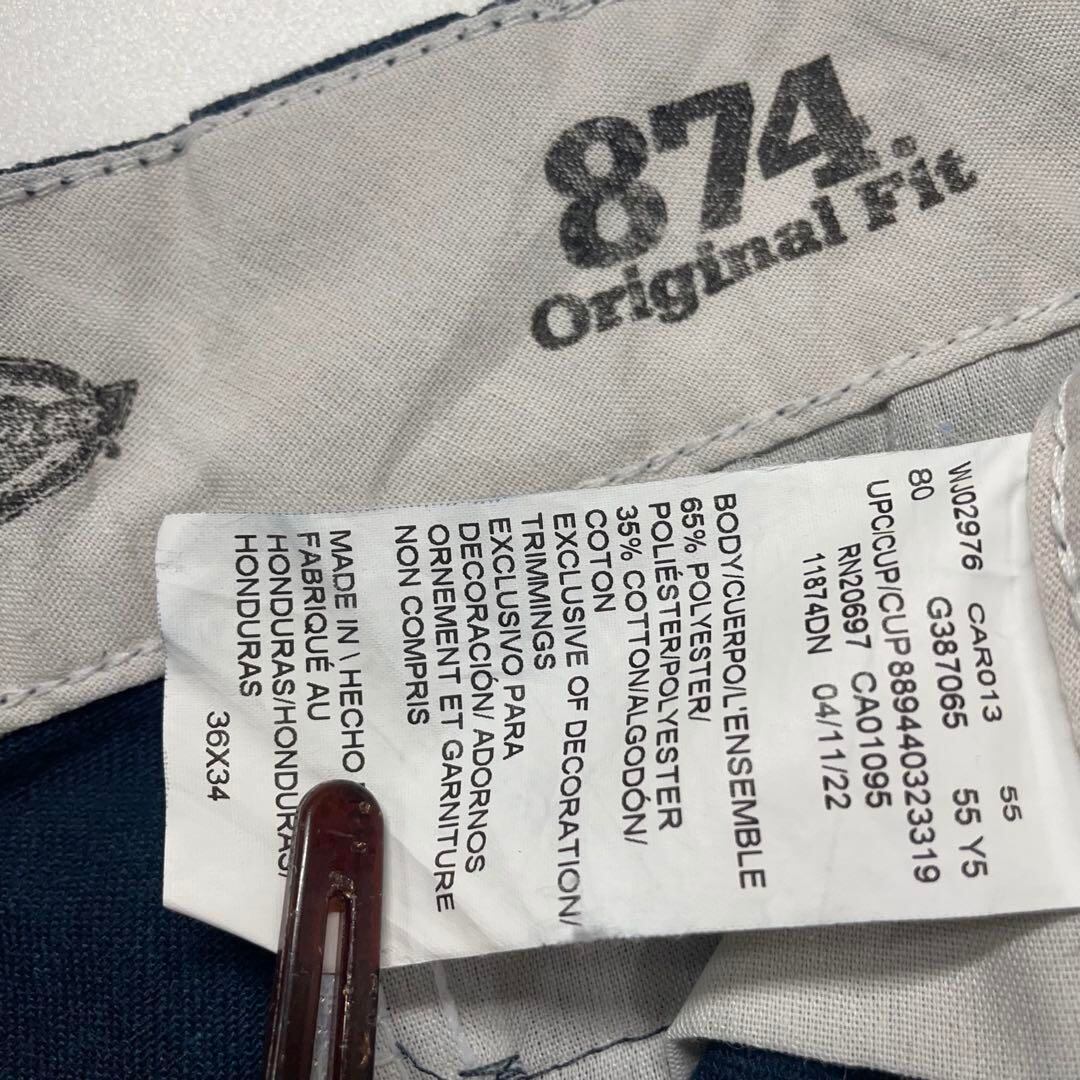 874®
Original Fit
WJ02976 CAR013 55
80 G387065 55 Y5
UPC/CUP/CUP889440323319
RN20697 CA01095
11874DN 04/11/22
BODY/CUERPO/L'ENSEMBLE
65% POLYESTER/
POLIÉSTER/POLYESTER
35% COTTON/ALGODÓN/
COTON
EXCLUSIVE OF DECORATION/
TRIMMINGS
EXCLUSIVO PARA
DECORACIÓN/ ADORNOS
ORNEMENT ET GARNITURE
NON COMPRIS
MADE IN \ HECHO
FABRIQUÉ AU
HONDURAS/HONDURAS/
HONDURAS
36X34